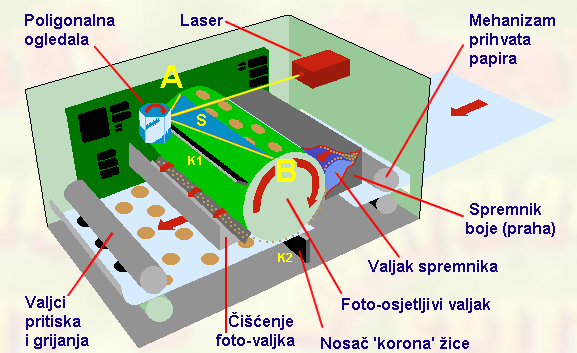 Poligonalna
ogledala
Laser
Mehanizam
prihvata
papira
A
S
K1
B
K2
Spremnik
boje (praha)
Valjak spremnika
Foto-osjetljivi valjak
Valjci
pritiska
i grijanja
Čišćenje
foto-valjka
Nosač 'korona' žice